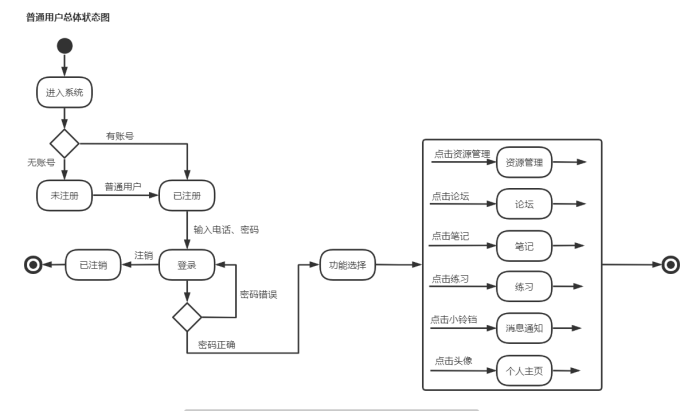 普通用户总体状态图
进入系统
有账号
无账号
未注册
普通用户
已注册
输入电话、密码
已注销
注销
登录
密码错误
密码正确
功能选择
点击资源管理
资源管理
点击论坛
论坛
点击笔记
笔记
点击练习
练习
点击小铃铛
消息通知
点击头像
个人主页